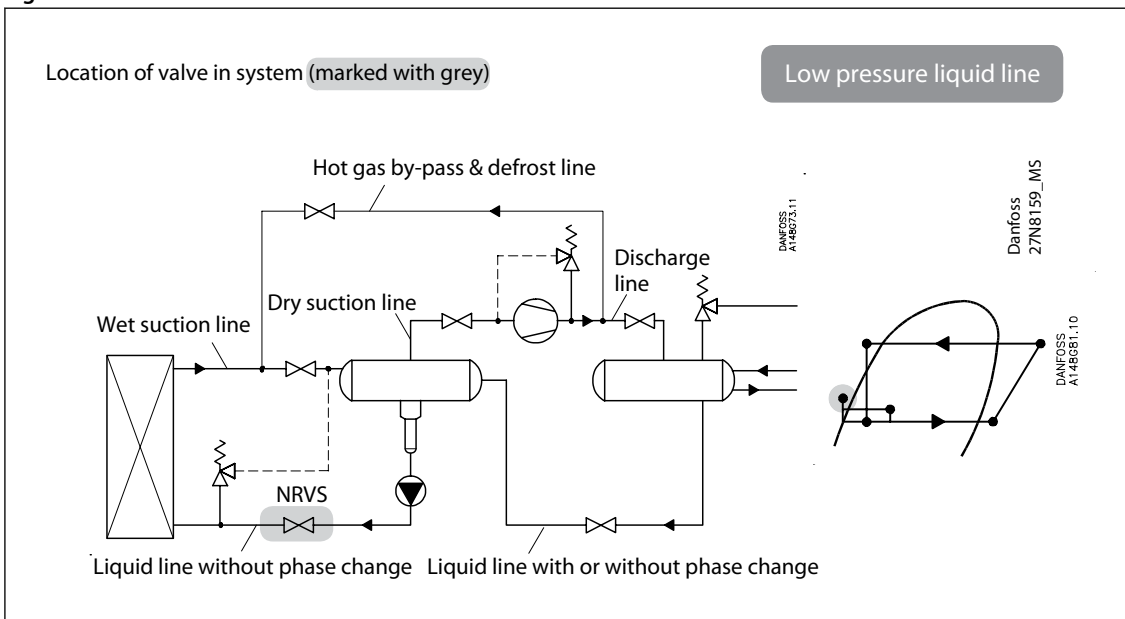 Location of valve in system (marked with grey)
Low pressure liquid line
Hot gas by-pass & defrost line
DANFOSS
A14BG73.11
Danfoss
27N8159_MS
Discharge
line
Dry suction line
Wet suction line
DANFOSS
A14BG81.10
NRVS
Liquid line without phase change
Liquid line with or without phase change